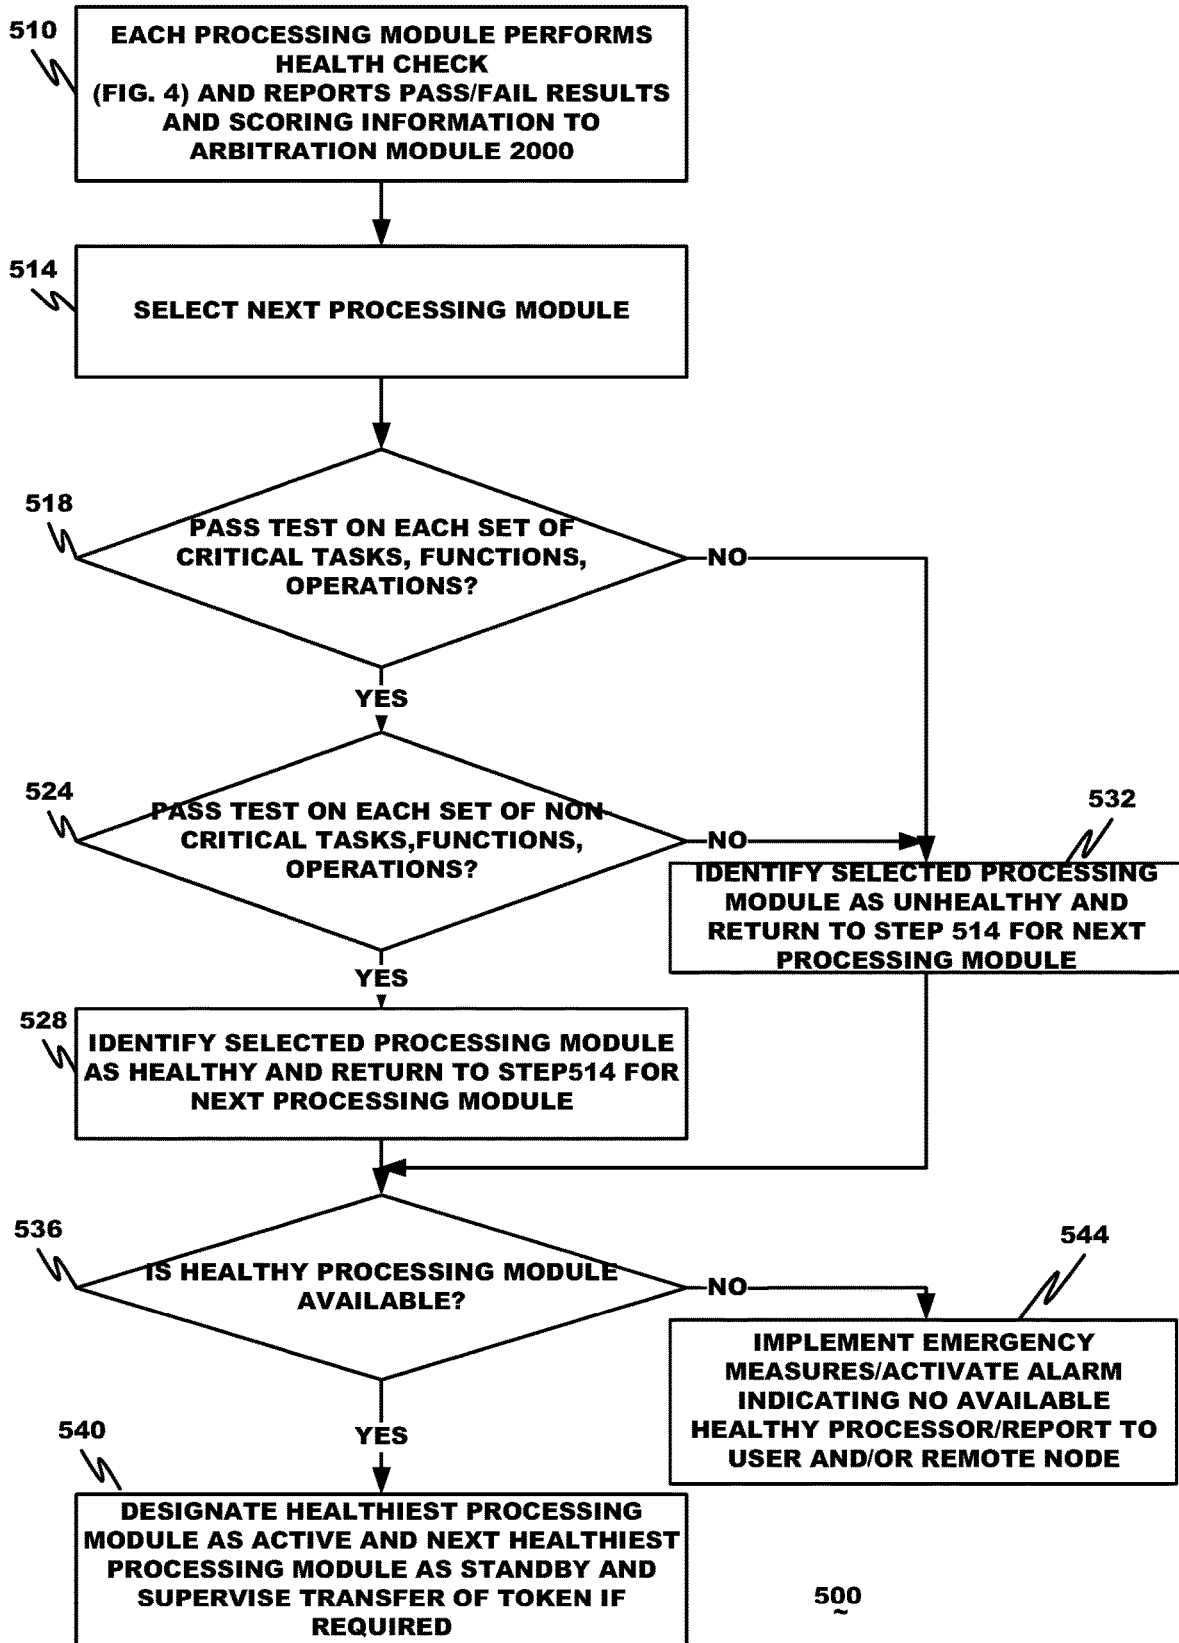 510
EACH PROCESSING MODULE PERFORMS
HEALTH CHECK
(FIG. 4) AND REPORTS PASS/FAIL RESULTS
AND SCORING INFORMATION TO
ARBITRATION MODULE 2000
514
SELECT NEXT PROCESSING MODULE
518
PASS TEST ON EACH SET OF
CRITICAL TASKS, FUNCTIONS,
OPERATIONS?
NO
YES
524
PASS TEST ON EACH SET OF NON
CRITICAL TASKS,FUNCTIONS,
OPERATIONS?
NO
532
IDENTIFY SELECTED PROCESSING
MODULE AS UNHEALTHY AND
RETURN TO STEP 514 FOR NEXT
PROCESSING MODULE
YES
528
IDENTIFY SELECTED PROCESSING MODULE
AS HEALTHY AND RETURN TO STEP514 FOR
NEXT PROCESSING MODULE
536
IS HEALTHY PROCESSING MODULE
AVAILABLE?
NO
544
IMPLEMENT EMERGENCY
MEASURES/ACTIVATE ALARM
INDICATING NO AVAILABLE
HEALTHY PROCESSOR/REPORT TO
USER AND/OR REMOTE NODE
YES
540
DESIGNATE HEALTHIEST PROCESSING
MODULE AS ACTIVE AND NEXT HEALTHIEST
PROCESSING MODULE AS STANDBY AND
SUPERVISE TRANSFER OF TOKEN IF
REQUIRED
500